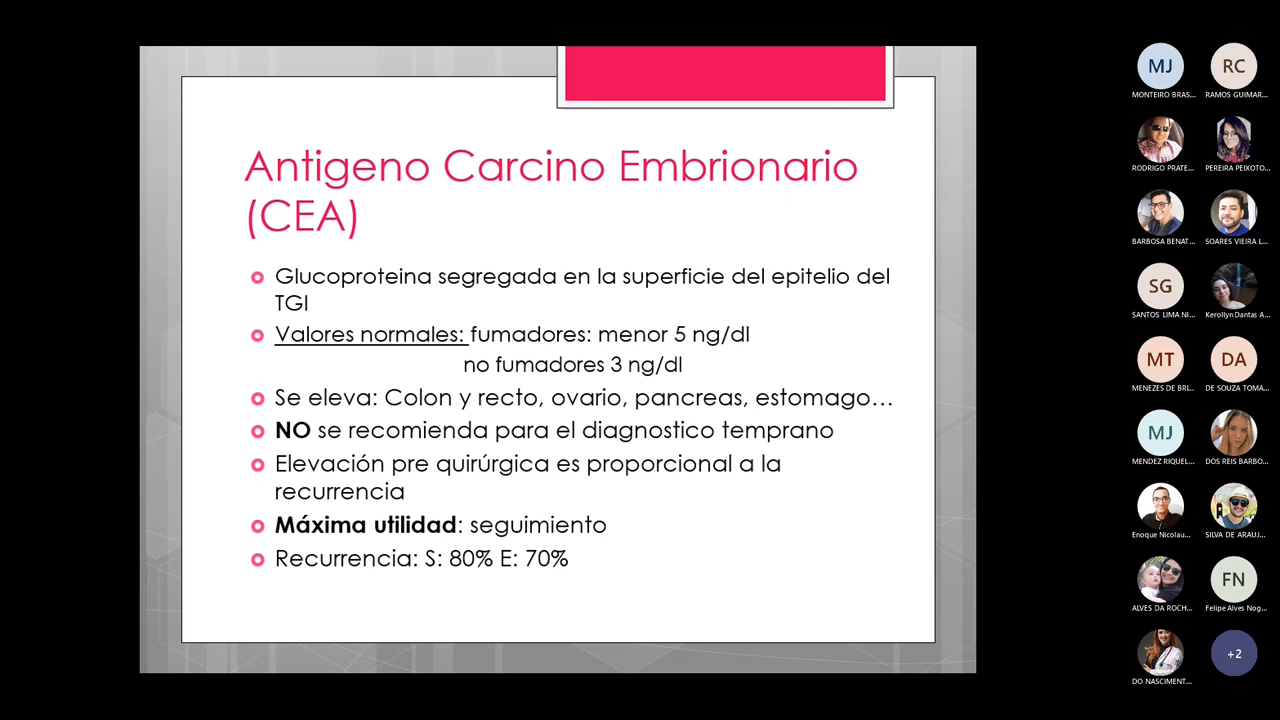 Antigeno Carcino Embrionario
(CEA)
Glucoproteina segregada en la superficie del epitelio del
TGI
Valores normales: fumadores: menor 5 ng/dl
no fumadores 3 ng/dl
Se eleva: Colon y recto, ovario, pancreas, estomago…
NO se recomienda para el diagnostico temprano
Elevación pre quirúrgica es proporcional a la
recurrencia
Máxima utilidad: seguimiento
Recurrencia: S: 80% E: 70%
MJ RC
MONTEIRO BRAS... RAMOS GUIMAR...
RODRIGO PRATE... PEREIRA PEIXOTO...
BARBOSA BENAT... SOARES VIEIRA L...
SG
SANTOS LIMA NI... Kerollyn Dantas A...
MT DA
MENEZES DE BRI... DE SOUZA TOMA...
MJ
MENDEZ RIQUEL... DOS REIS BARBO...
Enoque Nicolau... SILVA DE ARAUJ...
FN
ALVES DA ROCH... Felipe Alves Nog...
+2
DO NASCIMENT...